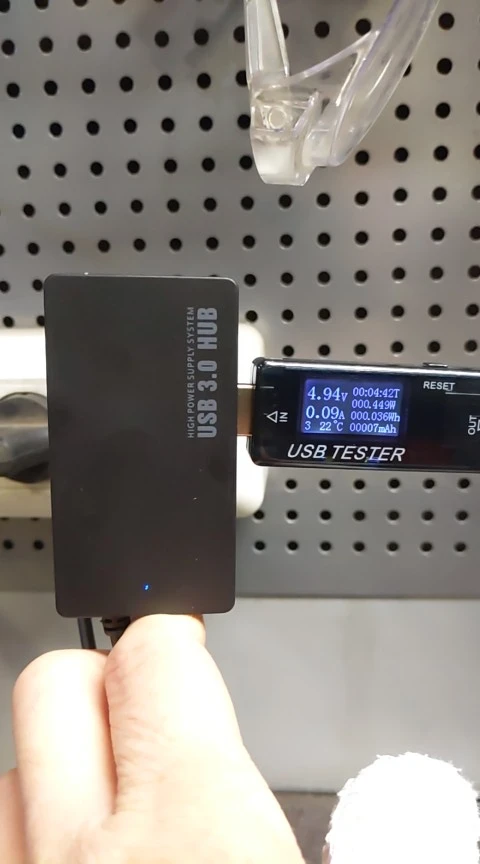 HIGH POWER SUPPLY SYSTEM
USB 3.0 HUB
IN
4.94V 00:04:42T
000.449W
0.09A 000.036Wh
3 22℃ 00007mAh
RESET
OUT
USB TESTER